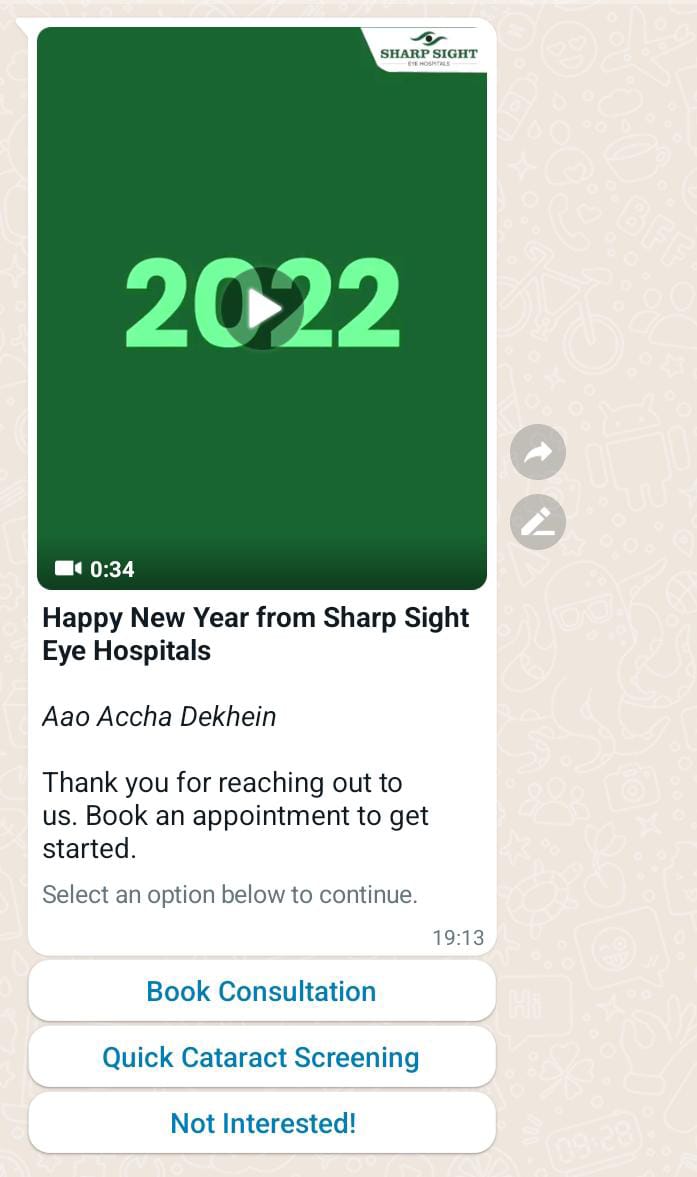 SHARP SIGHT
EYE HOSPITALS
2022
0:34
Happy New Year from Sharp Sight
Eye Hospitals
Aao Accha Dekhein
Thank you for reaching out to
us. Book an appointment to get
started.
Select an option below to continue.
19:13
Book Consultation
Quick Cataract Screening
Not Interested!